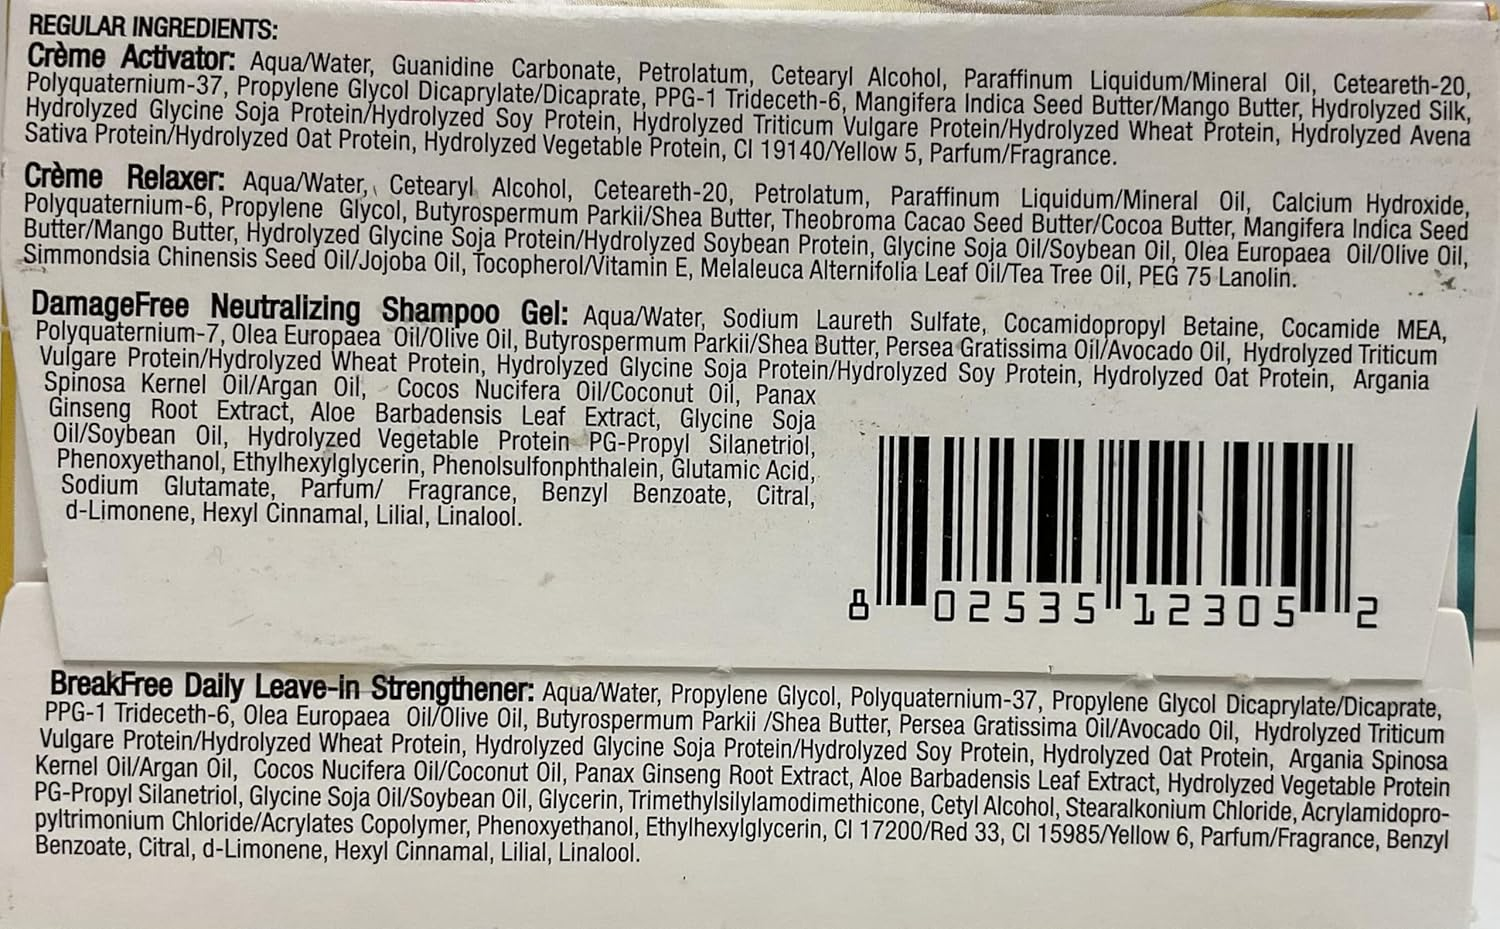 REGULAR INGREDIENTS:
Crème Activator: Aqua/Water, Guanidine Carbonate, Petrolatum, Cetearyl Alcohol, Paraffinum Liquidum/Mineral Oil, Ceteareth-20,
Polyquaternium-37, Propylene Glycol Dicaprylate/Dicaprate, PPG-1 Trideceth-6, Mangifera Indica Seed Butter/Mango Butter, Hydrolyzed Silk,
Hydrolyzed Glycine Soja Protein/Hydrolyzed Soy Protein, Hydrolyzed Triticum Vulgare Protein/Hydrolyzed Wheat Protein, Hydrolyzed Avena
Sativa Protein/Hydrolyzed Oat Protein, Hydrolyzed Vegetable Protein, CI 19140/Yellow 5, Parfum/Fragrance.
Crème Relaxer: Aqua/Water, Cetearyl Alcohol, Ceteareth-20, Petrolatum, Paraffinum Liquidum/Mineral Oil, Calcium Hydroxide,
Polyquaternium-6, Propylene Glycol, Butyrospermum Parkii/Shea Butter, Theobroma Cacao Seed Butter/Cocoa Butter, Mangifera Indica Seed
Butter/Mango Butter, Hydrolyzed Glycine Soja Protein/Hydrolyzed Soybean Protein, Glycine Soja Oil/Soybean Oil, Olea Europaea Oil/Olive Oil,
Simmondsia Chinensis Seed Oil/Jojoba Oil, Tocopherol/Vitamin E, Melaleuca Alternifolia Leaf Oil/Tea Tree Oil, PEG 75 Lanolin.
DamageFree Neutralizing Shampoo Gel: Aqua/Water, Sodium Laureth Sulfate, Cocamidopropyl Betaine, Cocamide MEA,
Polyquaternium-7, Olea Europaea Oil/Olive Oil, Butyrospermum Parkii/Shea Butter, Persea Gratissima Oil/Avocado Oil, Hydrolyzed Triticum
Vulgare Protein/Hydrolyzed Wheat Protein, Hydrolyzed Glycine Soja Protein/Hydrolyzed Soy Protein, Hydrolyzed Oat Protein, Argania
Spinosa Kernel Oil/Argan Oil, Cocos Nucifera Oil/Coconut Oil, Panax
Ginseng Root Extract, Aloe Barbadensis Leaf Extract, Glycine Soja
Oil/Soybean Oil, Hydrolyzed Vegetable Protein PG-Propyl Silanetriol,
Phenoxyethanol, Ethylhexylglycerin, Phenolsulfonphthalein, Glutamic Acid,
Sodium Glutamate, Parfum/ Fragrance, Benzyl Benzoate, Citral,
d-Limonene, Hexyl Cinnamal, Lilial, Linalool.
8 02535 12305 2
BreakFree Daily Leave-in Strengthener: Aqua/Water, Propylene Glycol, Polyquaternium-37, Propylene Glycol Dicaprylate/Dicaprate,
PPG-1 Trideceth-6, Olea Europaea Oil/Olive Oil, Butyrospermum Parkii /Shea Butter, Persea Gratissima Oil/Avocado Oil, Hydrolyzed Triticum
Vulgare Protein/Hydrolyzed Wheat Protein, Hydrolyzed Glycine Soja Protein/Hydrolyzed Soy Protein, Hydrolyzed Oat Protein, Argania Spinosa
Kernel Oil/Argan Oil, Cocos Nucifera Oil/Coconut Oil, Panax Ginseng Root Extract, Aloe Barbadensis Leaf Extract, Hydrolyzed Vegetable Protein
PG-Propyl Silanetriol, Glycine Soja Oil/Soybean Oil, Glycerin, Trimethylsilylamodimethicone, Cetyl Alcohol, Stearalkonium Chloride, Acrylamidopro-
pyltrimonium Chloride/Acrylates Copolymer, Phenoxyethanol, Ethylhexylglycerin, CI 17200/Red 33, CI 15985/Yellow 6, Parfum/Fragrance, Benzyl
Benzoate, Citral, d-Limonene, Hexyl Cinnamal, Lilial, Linalool.